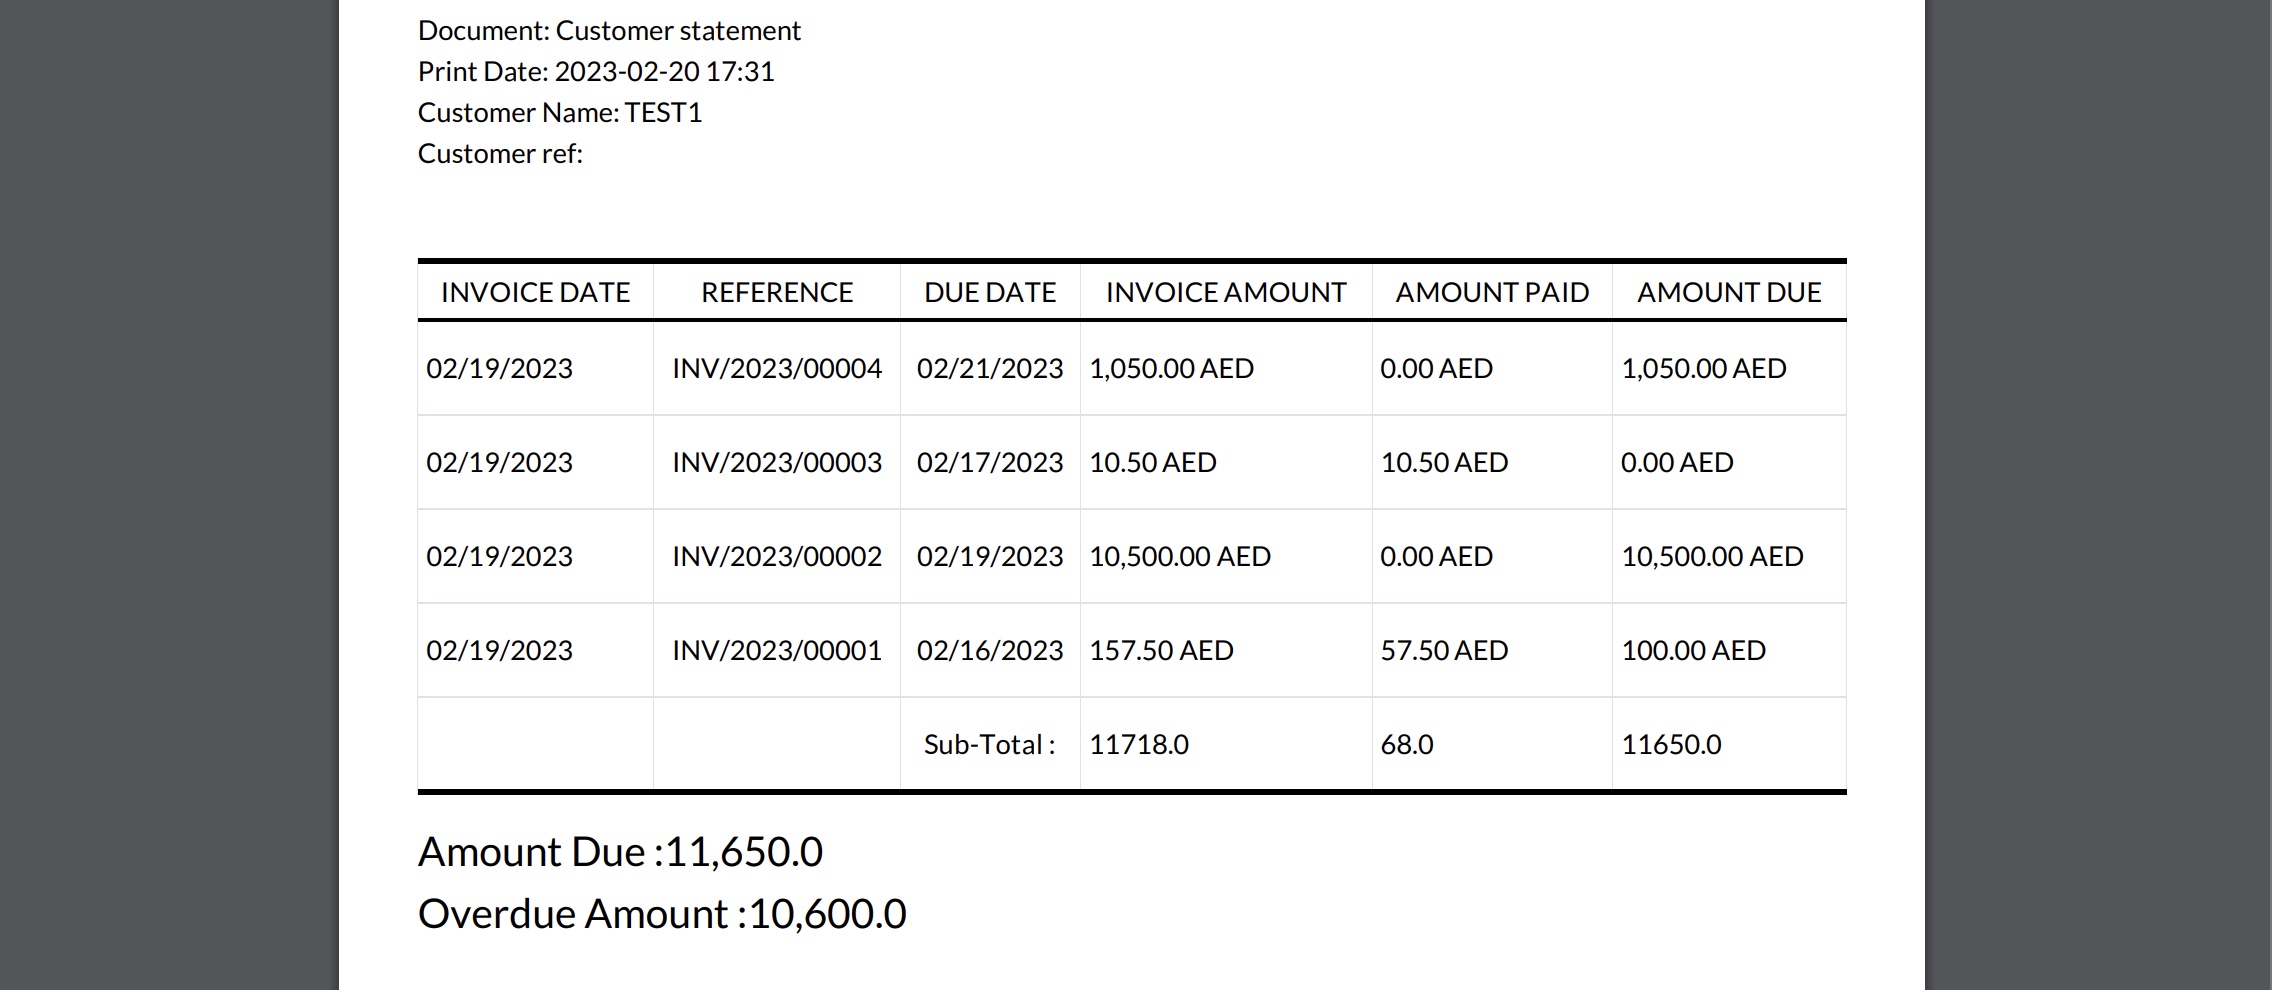 Document: Customer statement
Print Date: 2023-02-20 17:31
Customer Name: TEST1
Customer ref:
INVOICE DATE REFERENCE DUE DATE INVOICE AMOUNT AMOUNT PAID AMOUNT DUE
02/19/2023 INV/2023/00004 02/21/2023 1,050.00 AED 0.00 AED 1,050.00 AED
02/19/2023 INV/2023/00003 02/17/2023 10.50 AED 10.50 AED 0.00 AED
02/19/2023 INV/2023/00002 02/19/2023 10,500.00 AED 0.00 AED 10,500.00 AED
02/19/2023 INV/2023/00001 02/16/2023 157.50 AED 57.50 AED 100.00 AED
Sub-Total : 11718.0 68.0 11650.0
Amount Due :11,650.0
Overdue Amount :10,600.0